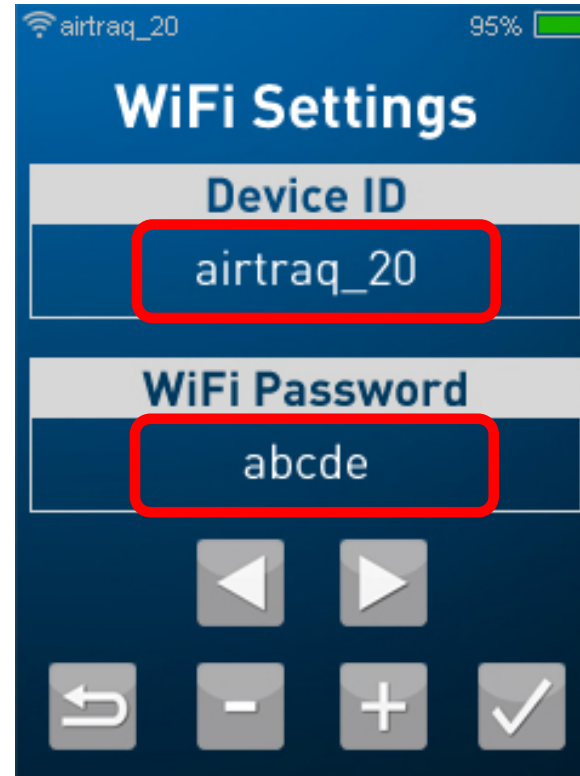 airtraq_20 95%
WiFi Settings
Device ID
airtraq_20
WiFi Password
abcde
- +